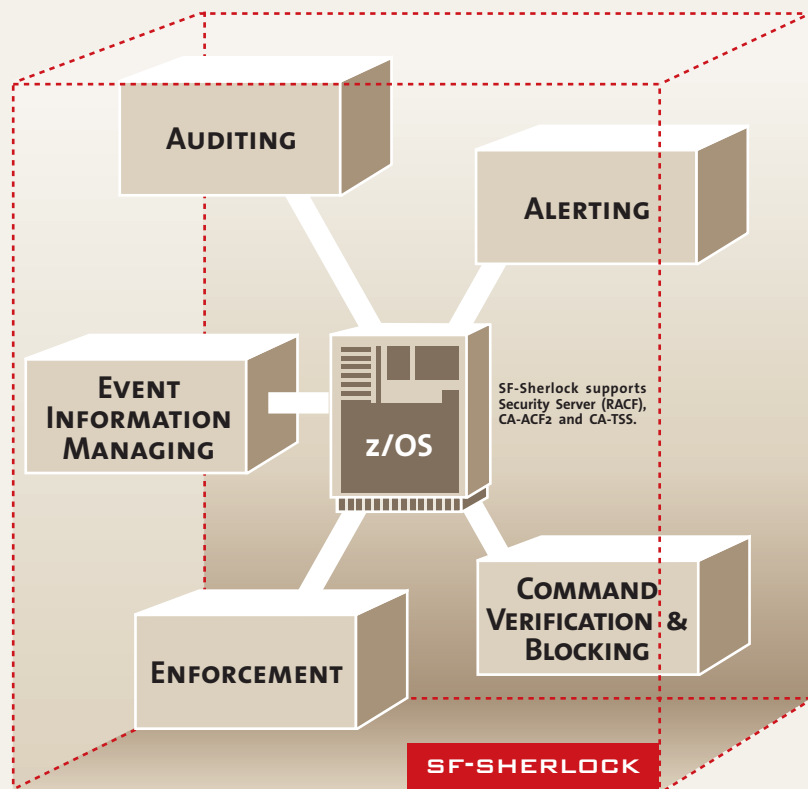 AUDITING
ALERTING
EVENT
INFORMATION
MANAGING
z/OS
SF-Sherlock supports
Security Server (RACF),
CA-ACF2 and CA-TSS.
COMMAND
VERIFICATION &
BLOCKING
ENFORCEMENT
SF-SHERLOCK